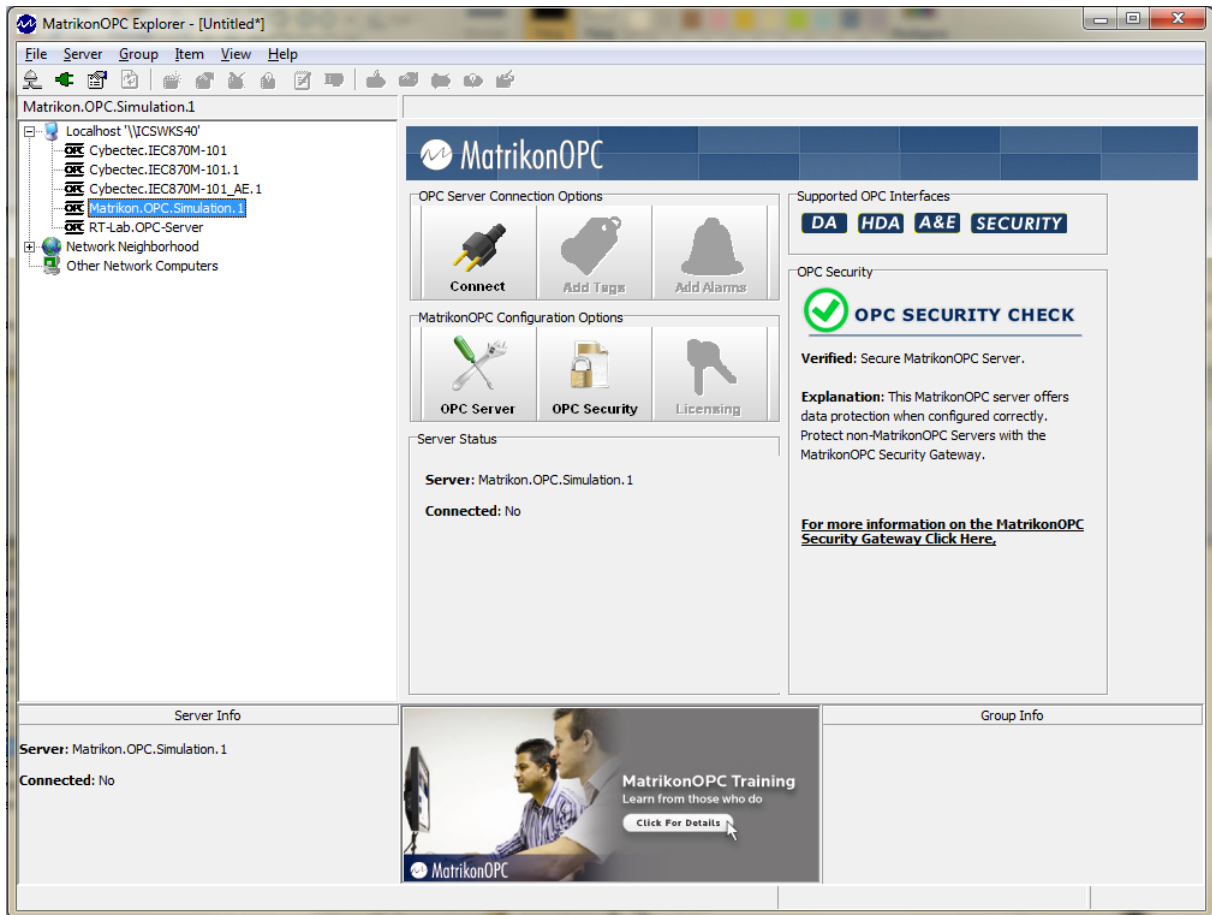 MatrikonOPC Explorer - [Untitled*]
File Server Group Item View Help
Matrikon.OPC.Simulation.1
Localhost '\\ICSWKS40'
Cybectec.IEC870M-101
Cybectec.IEC870M-101.1
Cybectec.IEC870M-101_AE.1
Matrikon.OPC.Simulation.1
RT-Lab.OPC-Server
Network Neighborhood
Other Network Computers
MatrikonOPC
OPC Server Connection Options
Connect Add Tags Add Alarms
MatrikonOPC Configuration Options
OPC Server OPC Security Licensing
Server Status
Server: Matrikon.OPC.Simulation.1
Connected: No
Supported OPC Interfaces
DA HDA A&E SECURITY
OPC Security
OPC SECURITY CHECK
Verified: Secure MatrikonOPC Server.
Explanation: This MatrikonOPC server offers
data protection when configured correctly.
Protect non-MatrikonOPC Servers with the
MatrikonOPC Security Gateway.
For more information on the MatrikonOPC
Security Gateway Click Here,
Server Info
Server: Matrikon.OPC.Simulation.1
Connected: No
MatrikonOPC Training
Learn from those who do
Click For Details
MatrikonOPC
Group Info